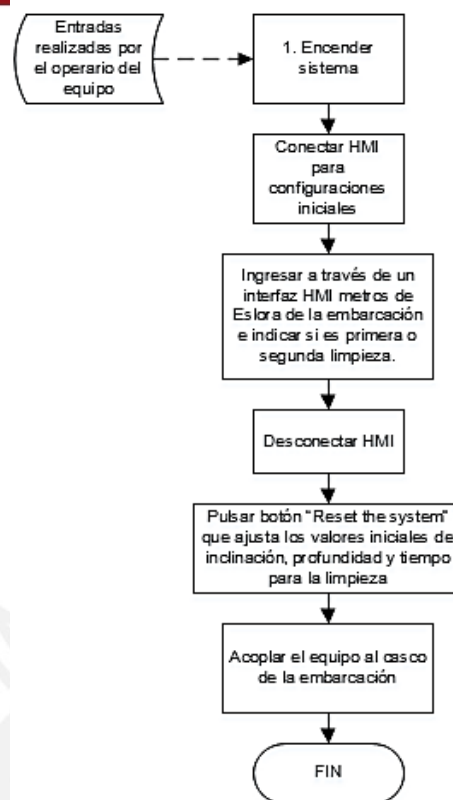 Entradas
realizadas por
el operario del
equipo
1. Encender
sistema
Conectar HMI
para
configuraciones
iniciales
Ingresar a través de un
interfaz HMI metros de
Eslora de la embarcación
e indicar si es primera o
segunda limpieza.
Desconectar HMI
Pulsar botón "Reset the system"
que ajusta los valores iniciales de
inclinación, profundidad y tiempo
para la limpieza
Acoplar el equipo al casco
de la embarcación
FIN